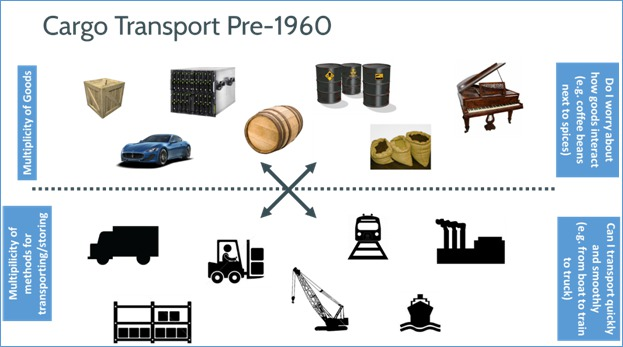 Cargo Transport Pre-1960
Multiplicity of Goods
Do I worry about
how goods interact
(e.g. coffee beans
next to spices)
Multiplicity of
methods for
transporting/storing
Can I transport quickly
and smoothly
(e.g. from boat to train
to truck)